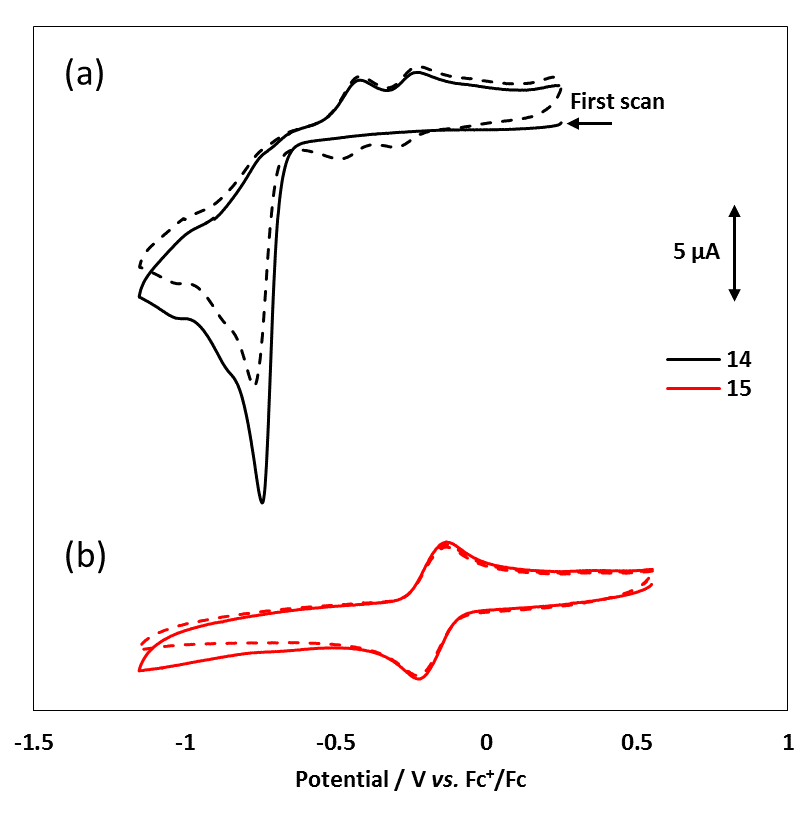 (a)
First scan
5 µA
14
15
(b)
-1.5 -1 -0.5 0 0.5 1
Potential / V vs. Fc⁺/Fc